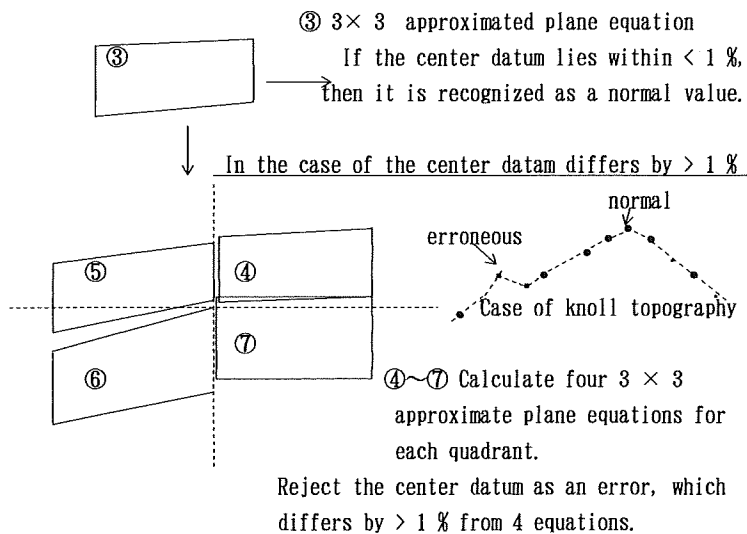 ③ 3× 3 approximated plane equation
③
If the center datum lies within < 1 %,
then it is recognized as a normal value.
In the case of the center datam differs by > 1 %
normal
erroneous
⑤
④
Case of knoll topography
⑦
⑥
④~⑦ Calculate four 3 × 3
approximate plane equations for
each quadrant.
Reject the center datum as an error, which
differs by > 1 % from 4 equations.